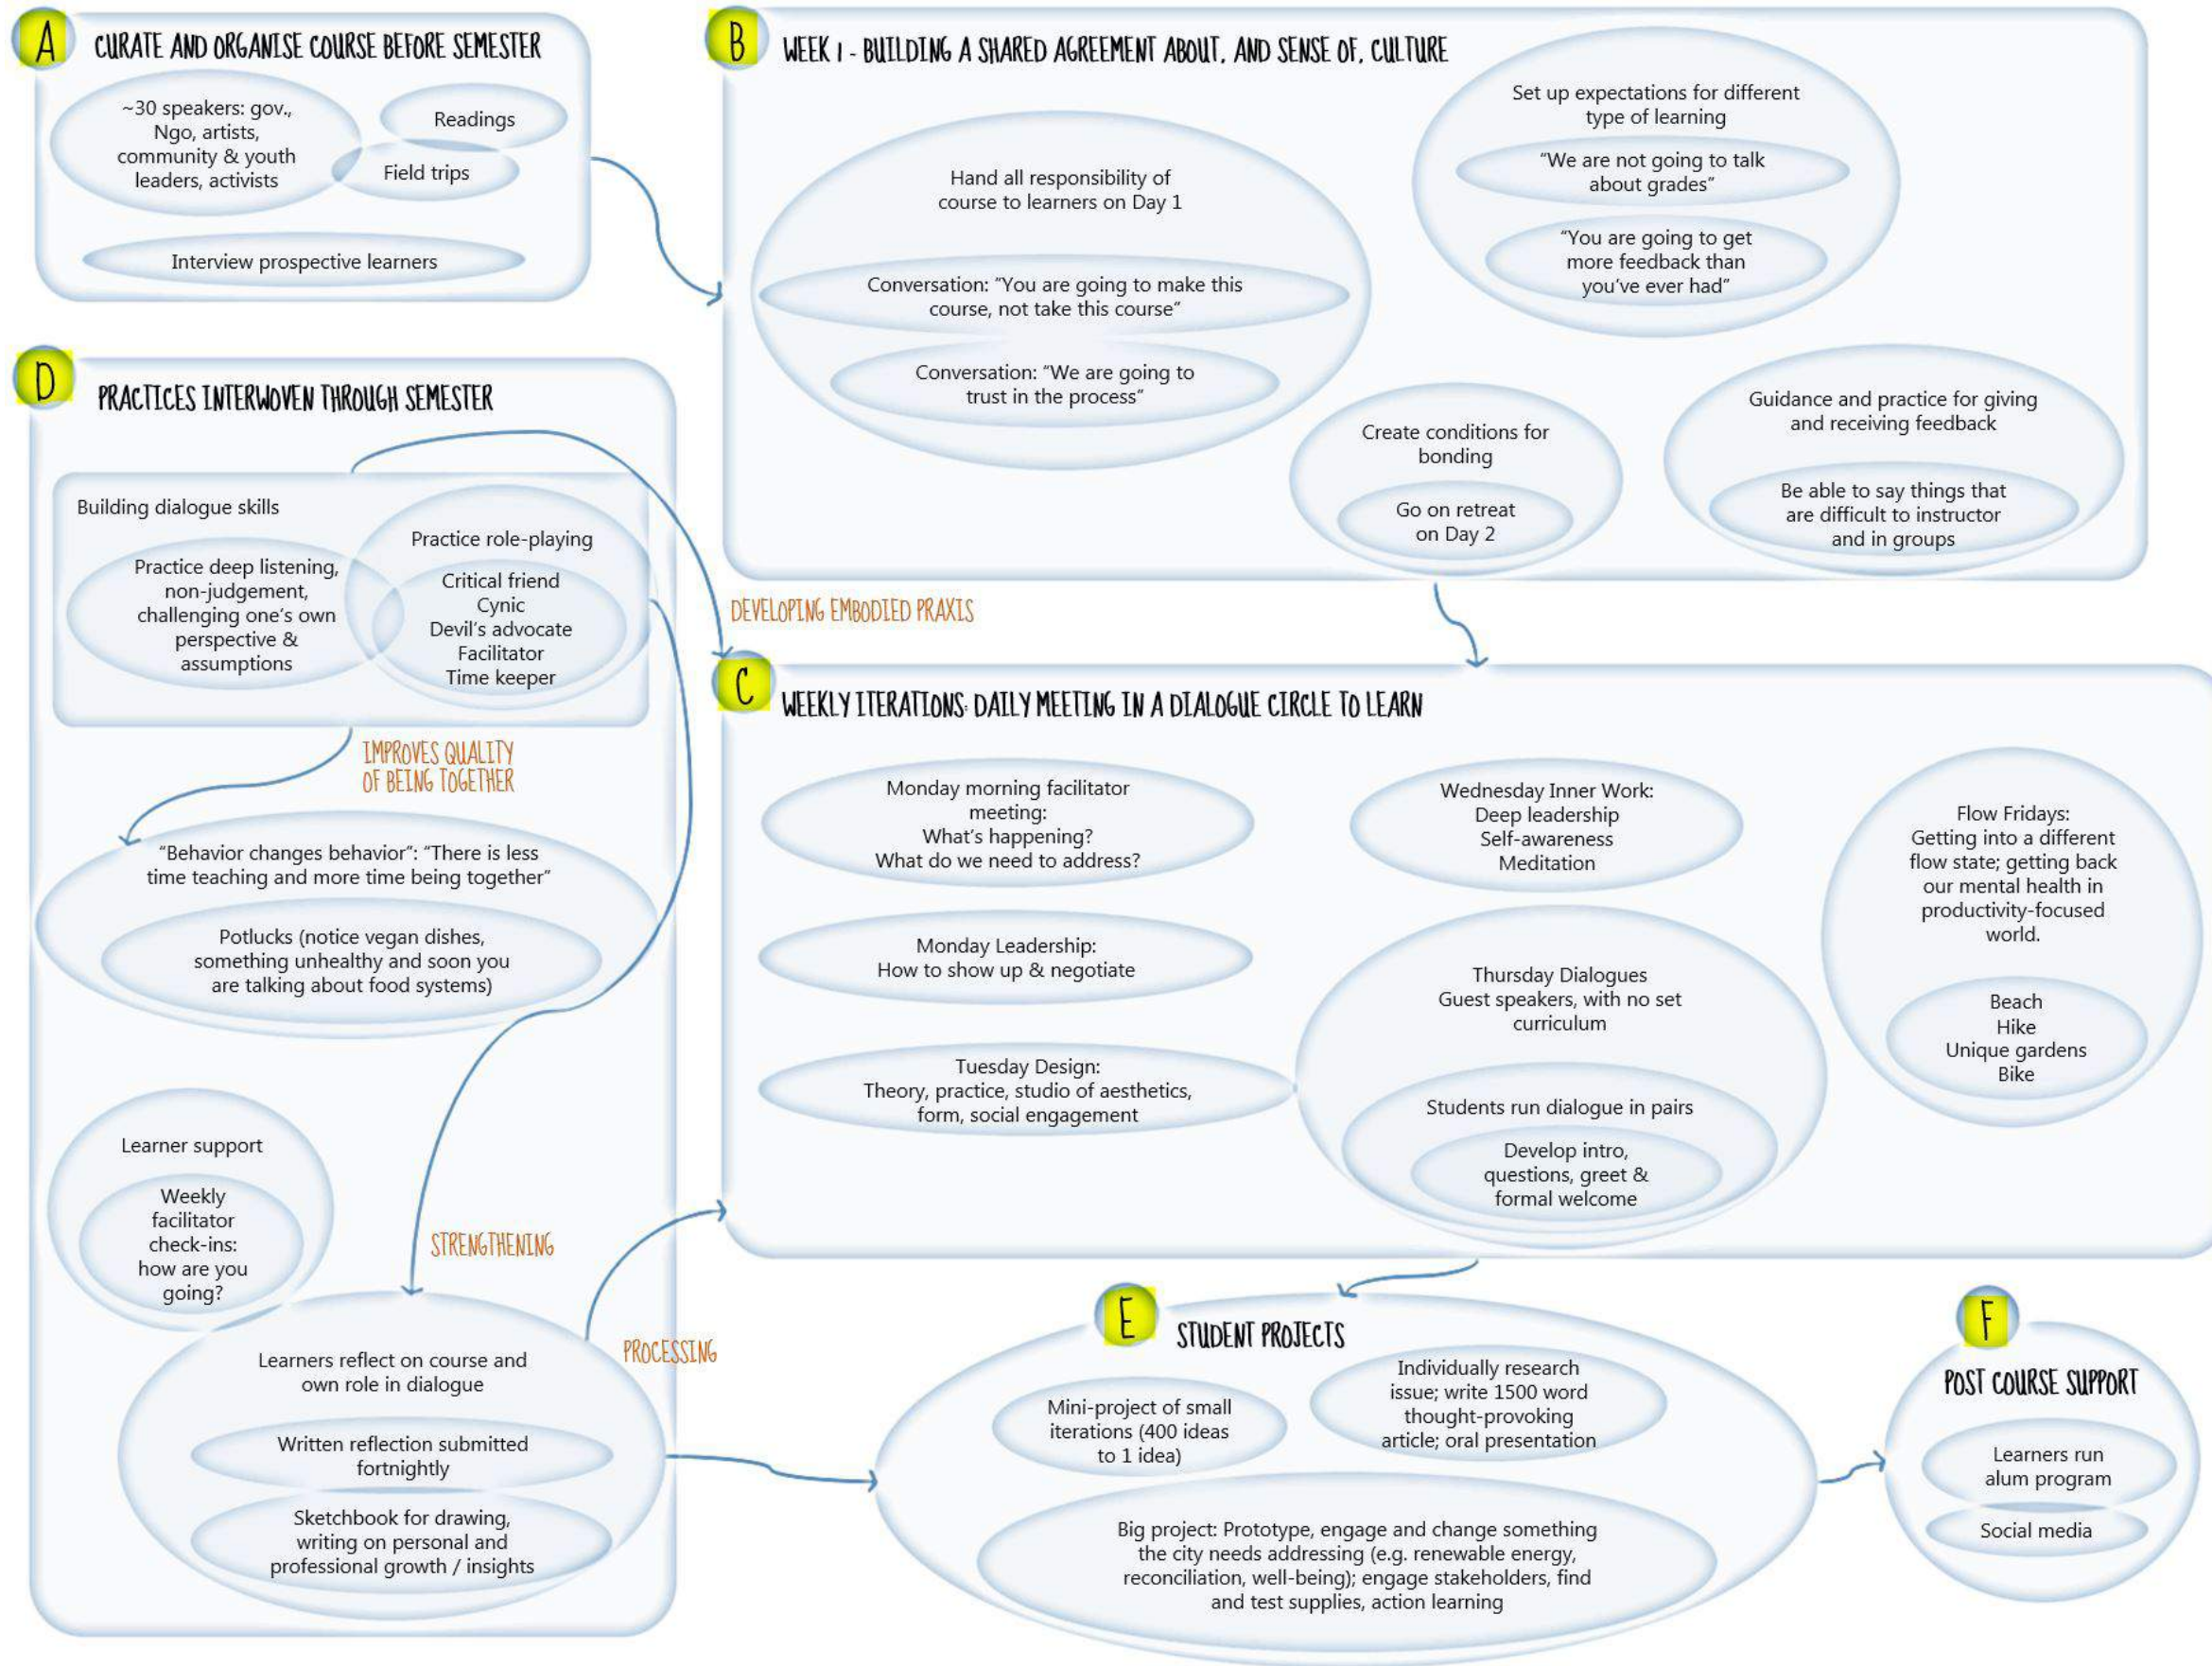 A
CURATE AND ORGANISE COURSE BEFORE SEMESTER
~30 speakers: gov.,
Ngo, artists,
community & youth
leaders, activists
Readings
Field trips
Interview prospective learners
B
WEEK 1 - BUILDING A SHARED AGREEMENT ABOUT, AND SENSE OF, CULTURE
Hand all responsibility of
course to learners on Day 1
Conversation: "You are going to make this
course, not take this course"
Conversation: "We are going to
trust in the process"
Set up expectations for different
type of learning
"We are not going to talk
about grades"
"You are going to get
more feedback than
you've ever had"
Create conditions for
bonding
Go on retreat
on Day 2
Guidance and practice for giving
and receiving feedback
Be able to say things that
are difficult to instructor
and in groups
D
PRACTICES INTERWOVEN THROUGH SEMESTER
Building dialogue skills
Practice deep listening,
non-judgement,
challenging one's own
perspective &
assumptions
Practice role-playing
Critical friend
Cynic
Devil's advocate
Facilitator
Time keeper
DEVELOPING EMBODIED PRAXIS
IMPROVES QUALITY
OF BEING TOGETHER
"Behavior changes behavior": "There is less
time teaching and more time being together"
Potlucks (notice vegan dishes,
something unhealthy and soon you
are talking about food systems)
Learner support
Weekly
facilitator
check-ins:
how are you
going?
STRENGTHENING
PROCESSING
Learners reflect on course and
own role in dialogue
Written reflection submitted
fortnightly
Sketchbook for drawing,
writing on personal and
professional growth / insights
C
WEEKLY ITERATIONS: DAILY MEETING IN A DIALOGUE CIRCLE TO LEARN
Monday morning facilitator
meeting:
What's happening?
What do we need to address?
Monday Leadership:
How to show up & negotiate
Tuesday Design:
Theory, practice, studio of aesthetics,
form, social engagement
Wednesday Inner Work:
Deep leadership
Self-awareness
Meditation
Thursday Dialogues
Guest speakers, with no set
curriculum
Students run dialogue in pairs
Develop intro,
questions, greet &
formal welcome
Flow Fridays:
Getting into a different
flow state; getting back
our mental health in
productivity-focused
world.
Beach
Hike
Unique gardens
Bike
E
STUDENT PROJECTS
Mini-project of small
iterations (400 ideas
to 1 idea)
Individually research
issue; write 1500 word
thought-provoking
article; oral presentation
Big project: Prototype, engage and change something
the city needs addressing (e.g. renewable energy,
reconciliation, well-being); engage stakeholders, find
and test supplies, action learning
F
POST COURSE SUPPORT
Learners run
alum program
Social media